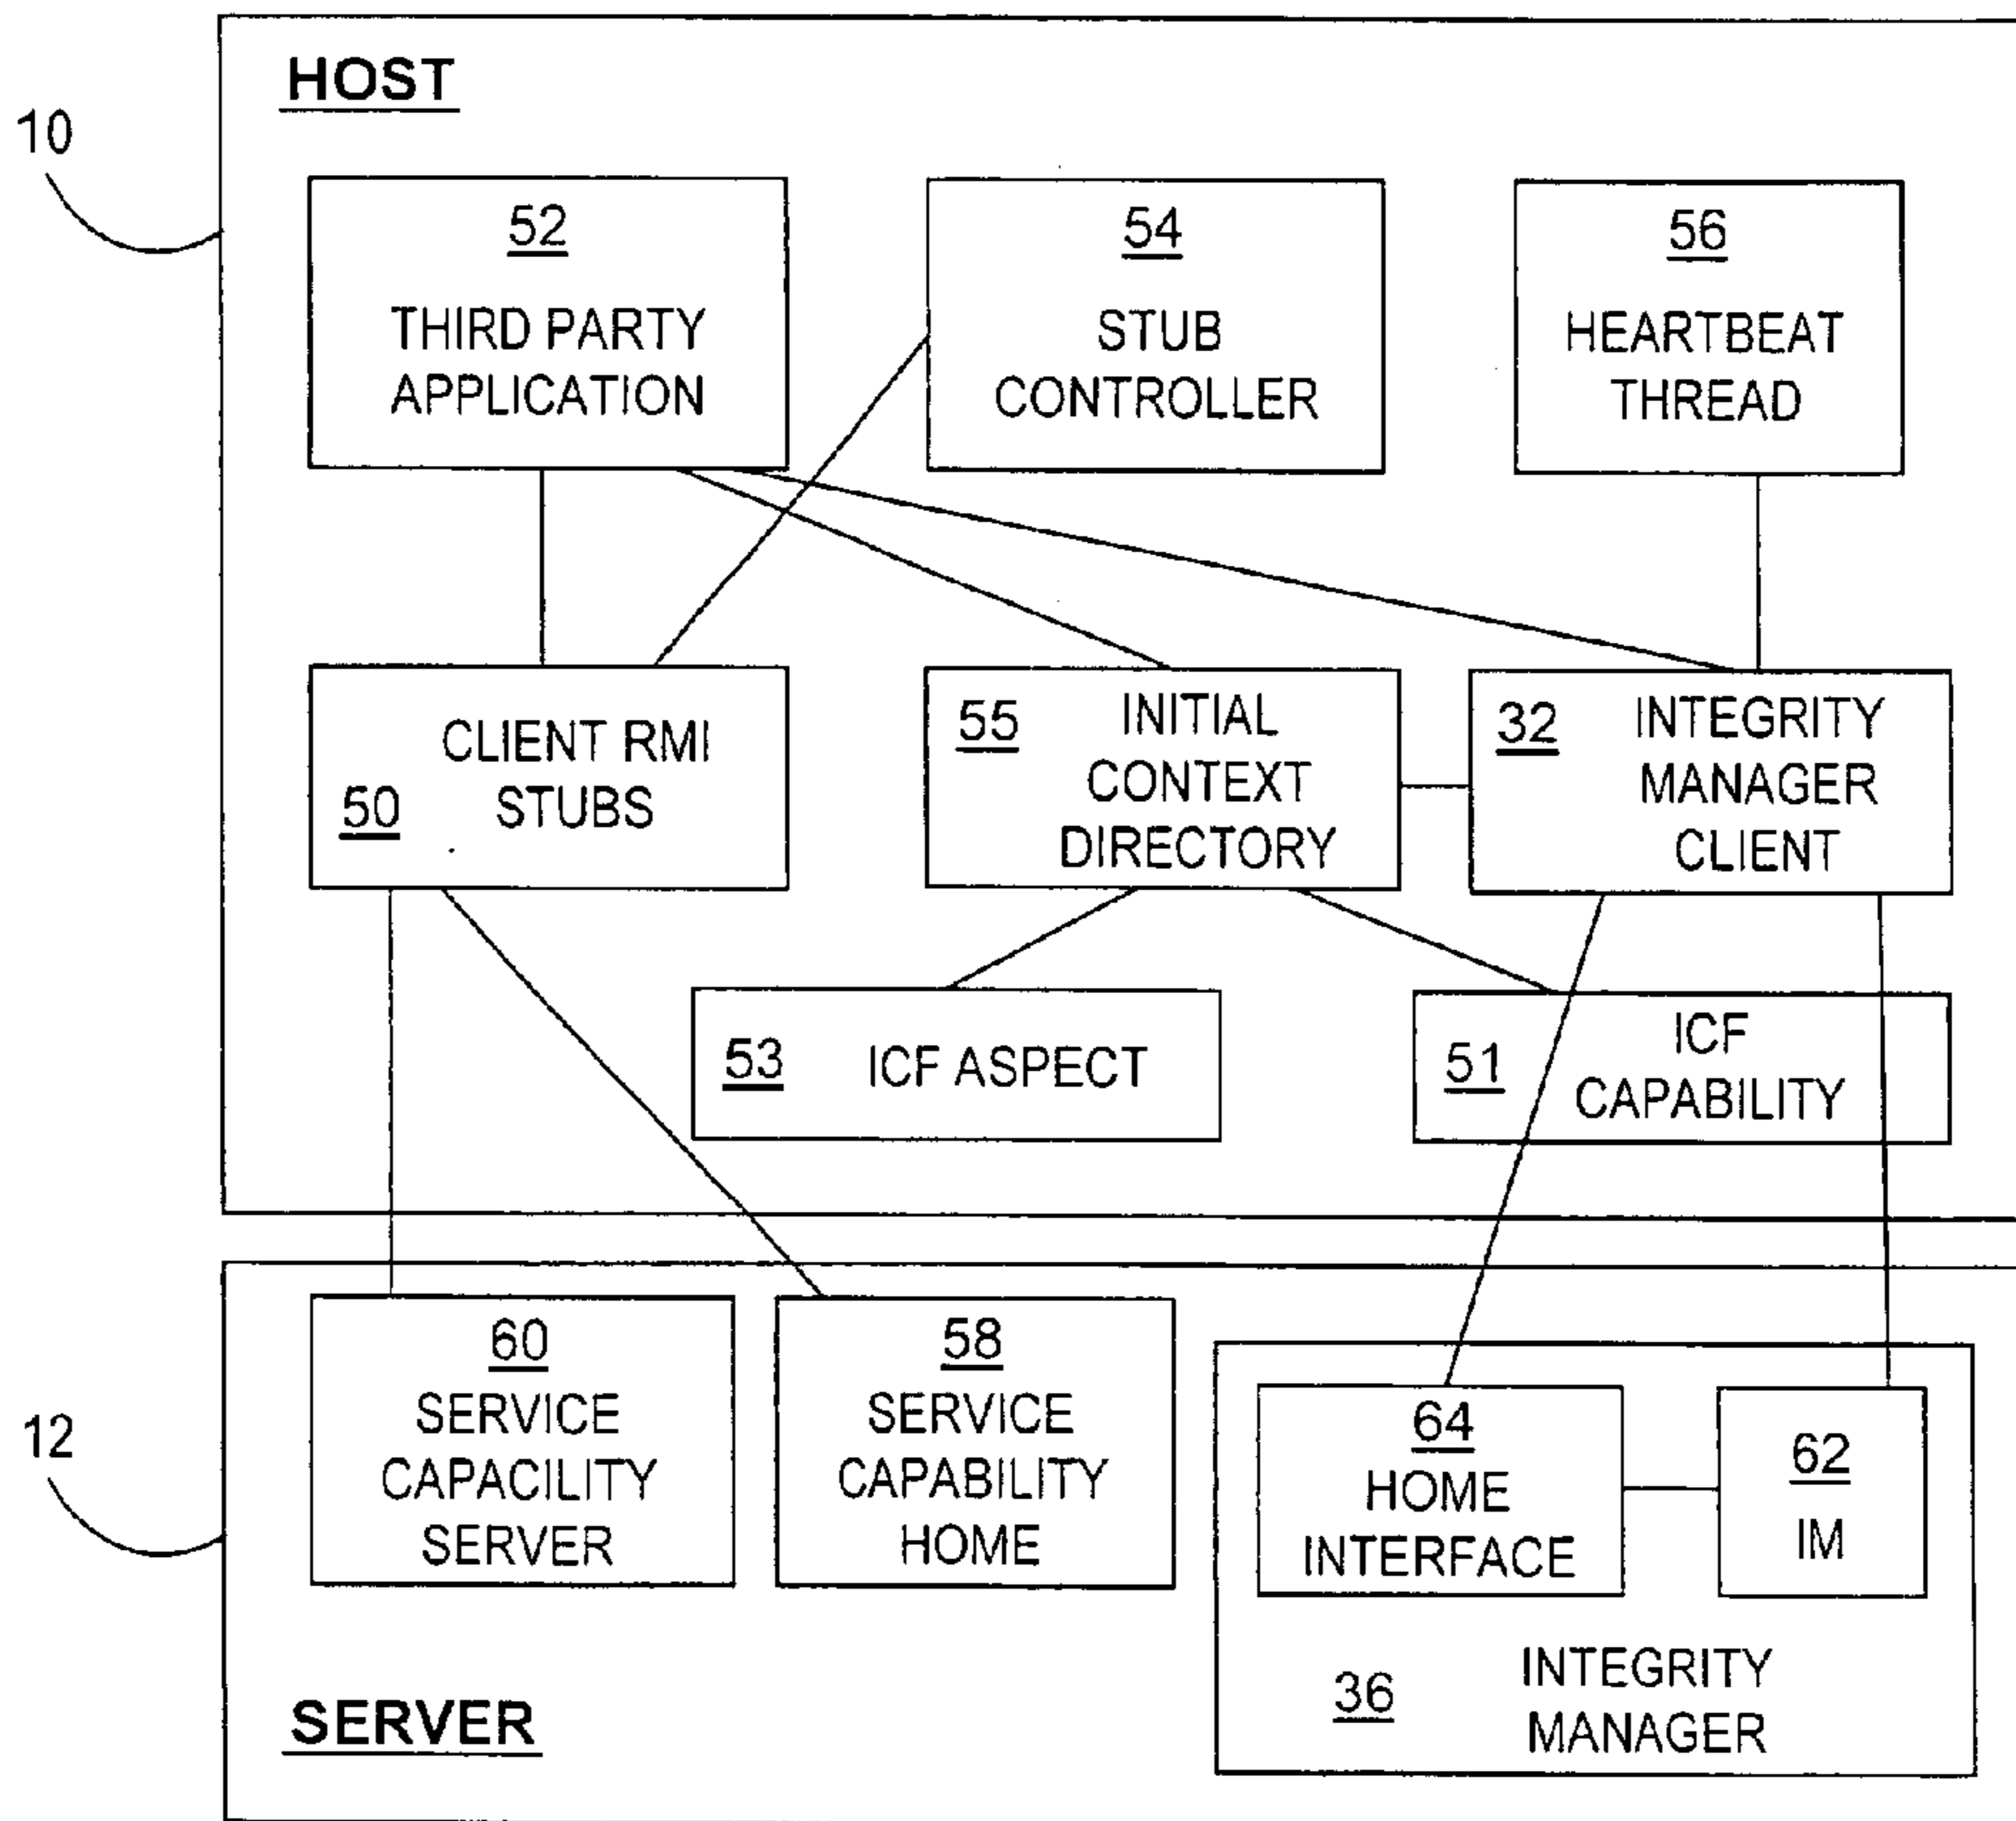 HOST
10
52
THIRD PARTY
APPLICATION
54
STUB
CONTROLLER
56
HEARTBEAT
THREAD
CLIENT RMI
STUBS
50
55
INITIAL
CONTEXT
DIRECTORY
32
INTEGRITY
MANAGER
CLIENT
53
ICF ASPECT
51
ICF
CAPABILITY
12
60
SERVICE
CAPACILITY
SERVER
58
SERVICE
CAPABILITY
HOME
64
HOME
INTERFACE
62
IM
36
INTEGRITY
MANAGER
SERVER